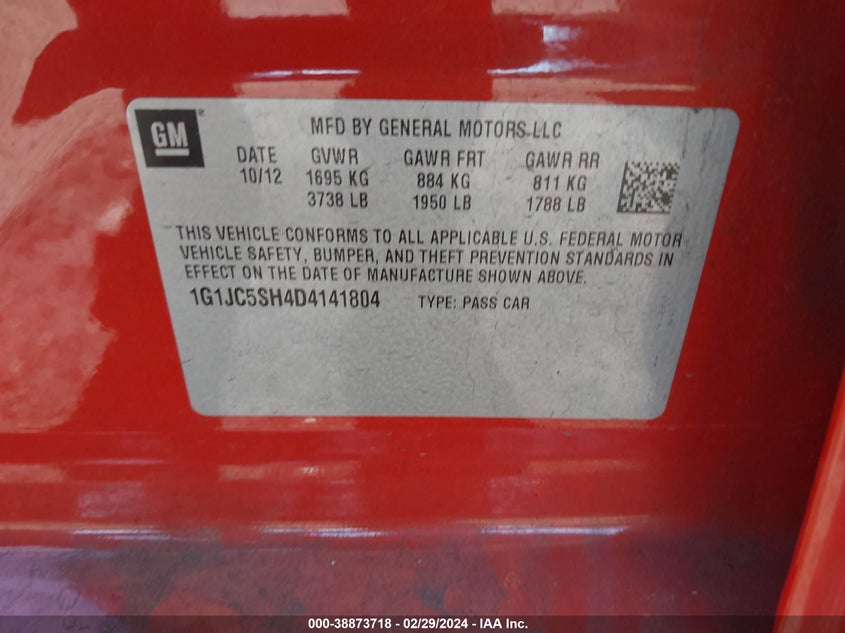 GM®
MFD BY GENERAL MOTORS LLC
DATE GVWR GAWR FRT GAWR RR
10/12 1695 KG 884 KG 811 KG
3738 LB 1950 LB 1788 LB
THIS VEHICLE CONFORMS TO ALL APPLICABLE U.S. FEDERAL MOTOR
VEHICLE SAFETY, BUMPER, AND THEFT PREVENTION STANDARDS IN
EFFECT ON THE DATE OF MANUFACTURE SHOWN ABOVE.
1G1JC5SH4D4141804 TYPE: PASS CAR
000-38873718 - 02/29/2024 - IAA Inc.